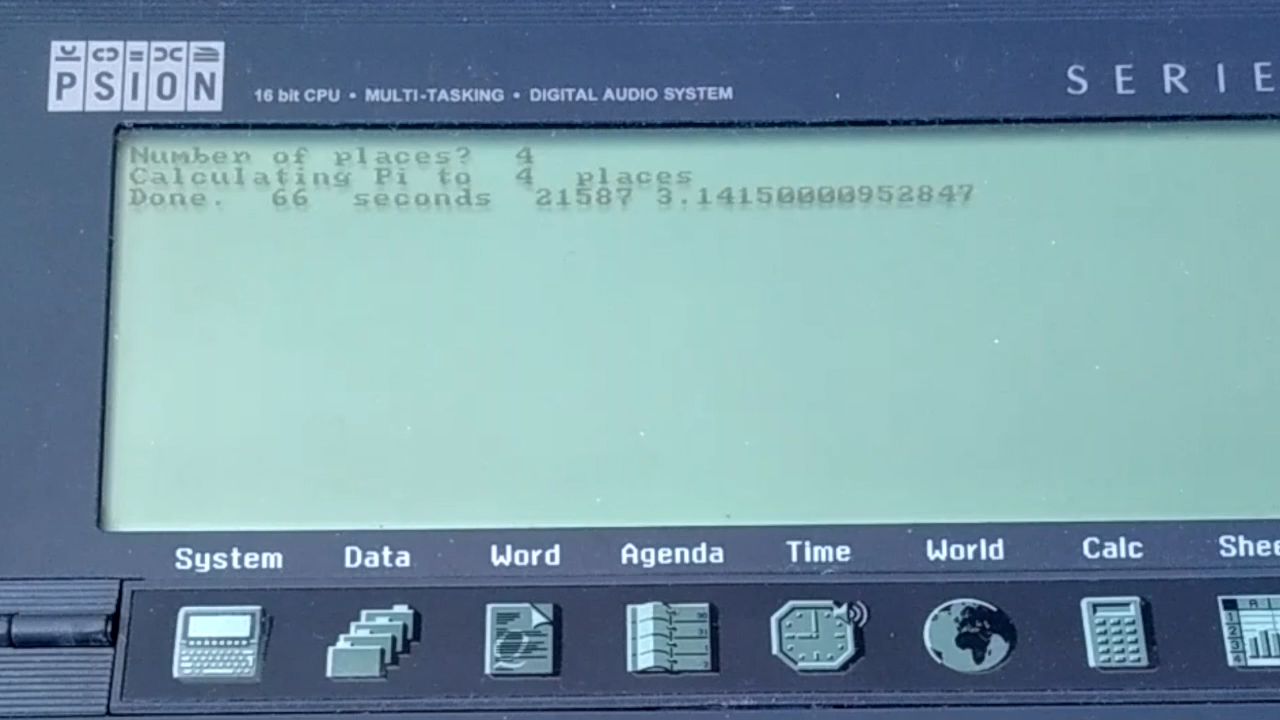 PSION
16 bit CPU • MULTI-TASKING • DIGITAL AUDIO SYSTEM
SERIE
Number of places? 4
Calculating Pi to 4 places
Done. 66 seconds 21587 3.14150000952847
System Data Word Agenda Time World Calc Shee